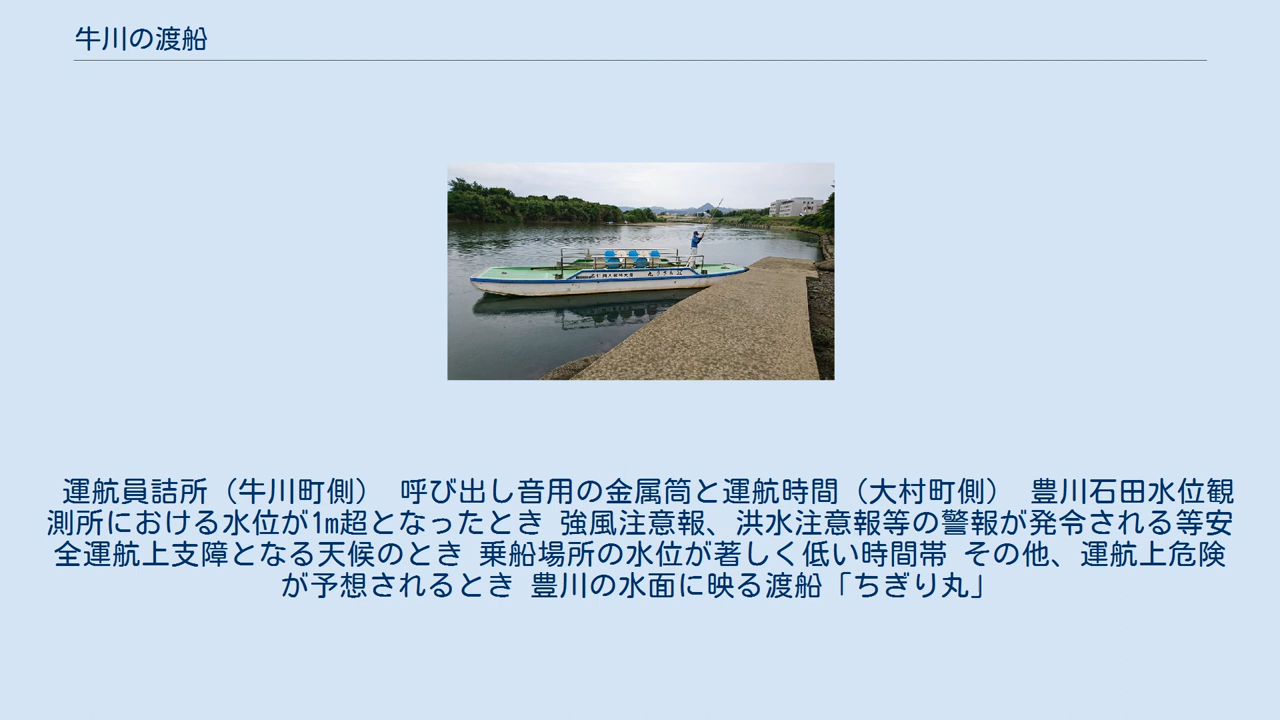 牛川の渡船
運航員詰所（牛川町側） 呼び出し音用の金属筒と運航時間（大村町側） 豊川石田水位観
測所における水位が1m超となったとき 強風注意報、洪水注意報等の警報が発令される等安
全運航上支障となる天候のとき 乗船場所の水位が著しく低い時間帯 その他、運航上危険
が予想されるとき 豊川の水面に映る渡船「ちぎり丸」